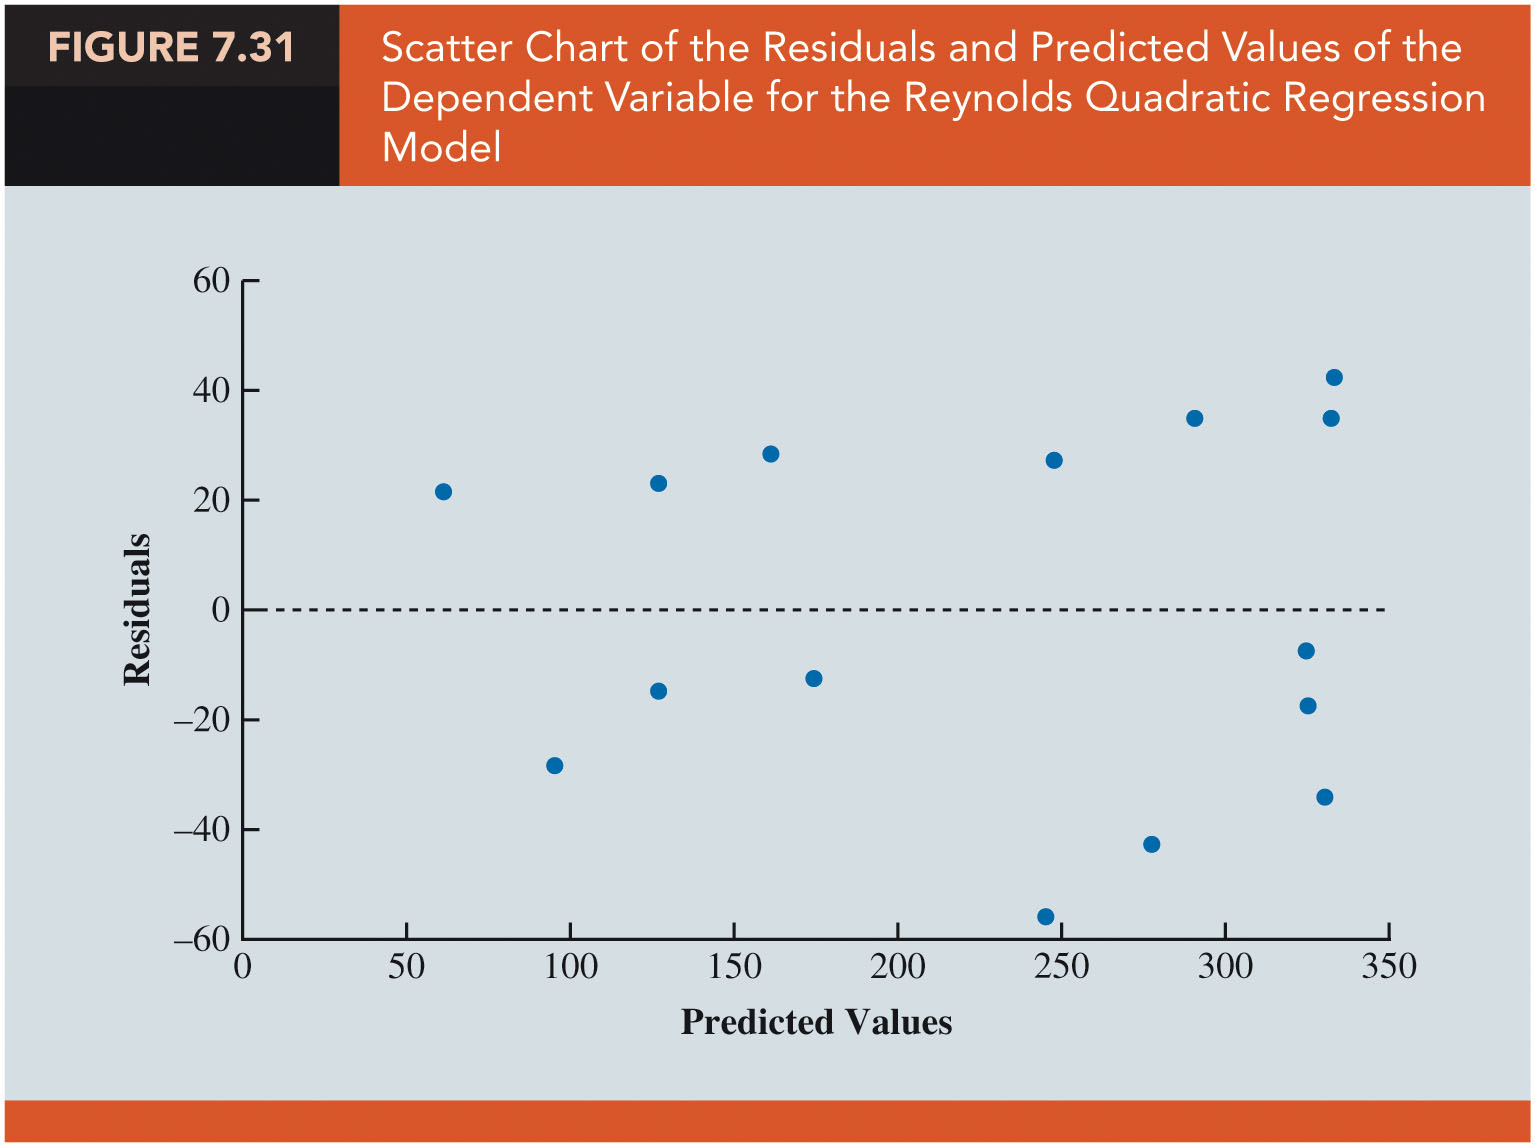 FIGURE 7.31
Scatter Chart of the Residuals and Predicted Values of the
Dependent Variable for the Reynolds Quadratic Regression
Model
60
40
20
0
–20
–40
–60
Residuals
0 50 100 150 200 250 300 350
Predicted Values